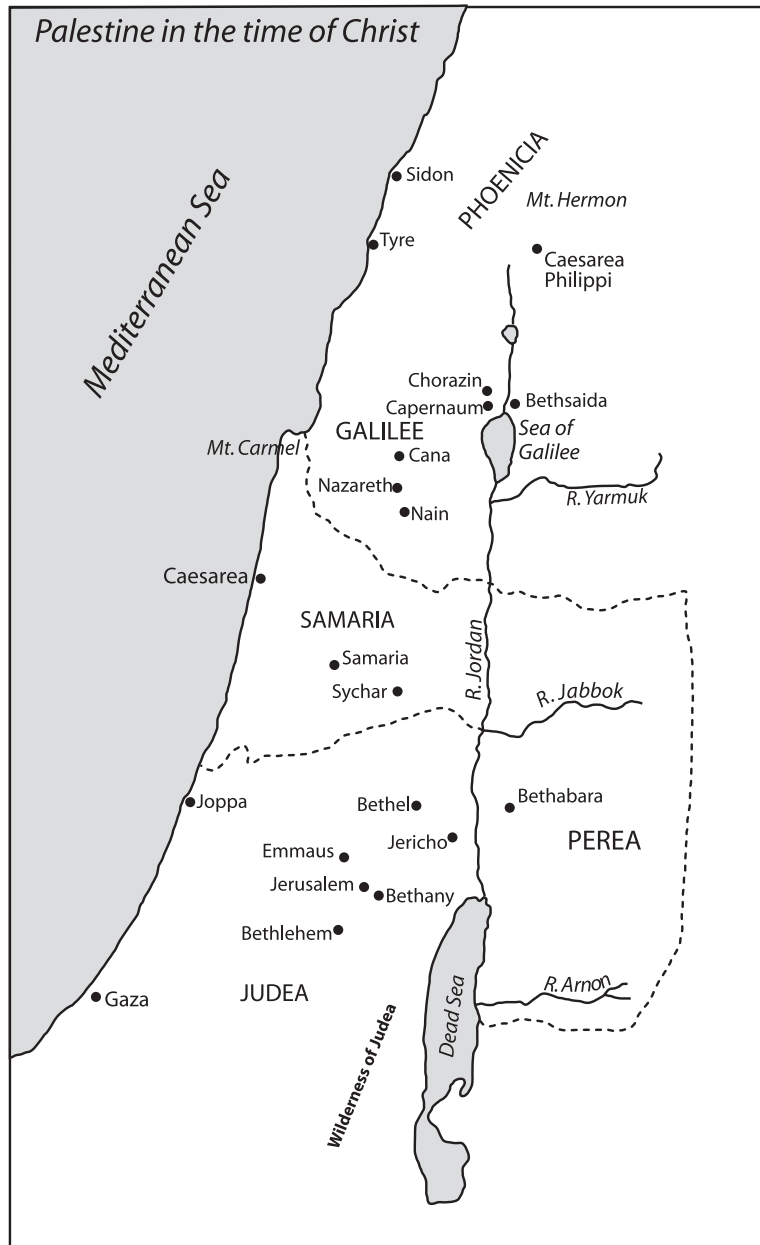 Palestine in the time of Christ
Mediterranean Sea
PHOENICIA
Sidon
Mt. Hermon
Tyre
Caesarea
Philippi
Chorazin
Capernaum
Bethsaida
GALILEE
Sea of
Galilee
Mt. Carmel
Cana
Nazareth
R. Yarmuk
Nain
Caesarea
SAMARIA
R. Jordan
Samaria
Sychar
R. Jabbok
Joppa
Bethel
Bethabara
Jericho
PEREA
Emmaus
Jerusalem
Bethany
Bethlehem
Gaza
JUDEA
R. Arnon
Dead Sea
Wilderness of Judea